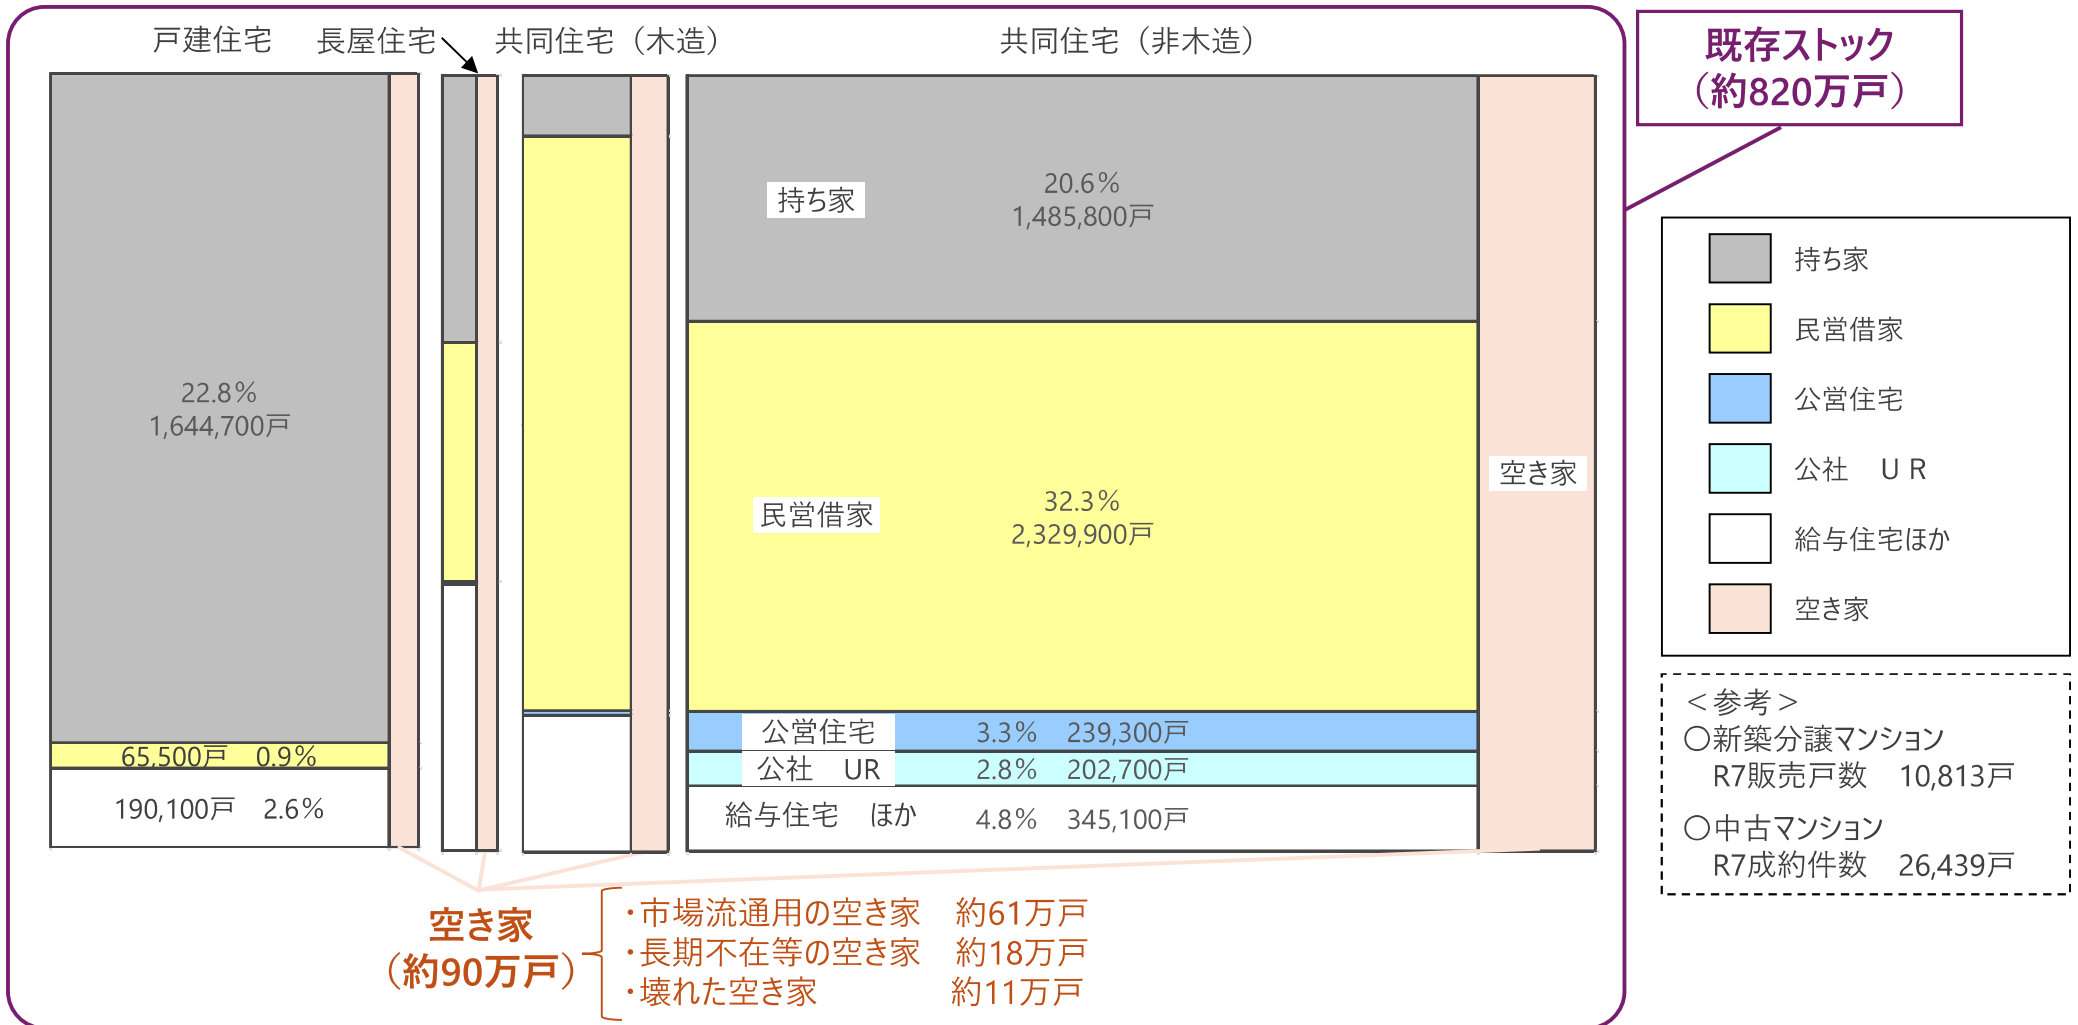 戸建住宅
長屋住宅
共同住宅（木造）
共同住宅（非木造）
既存ストック
（約820万戸）
22.8％
1,644,700戸
65,500戸　0.9％
190,100戸　2.6％
持ち家
20.6％
1,485,800戸
民営借家
32.3％
2,329,900戸
公営住宅　3.3％　239,300戸
公社　UR　2.8％　202,700戸
給与住宅　ほか　4.8％　345,100戸
空き家
持ち家
民営借家
公営住宅
公社　ＵＲ
給与住宅ほか
空き家
＜参考＞
〇新築分譲マンション
R7販売戸数　10,813戸
〇中古マンション
R7成約件数　26,439戸
空き家
（約90万戸）
・市場流通用の空き家　約61万戸
・長期不在等の空き家　約18万戸
・壊れた空き家　約11万戸